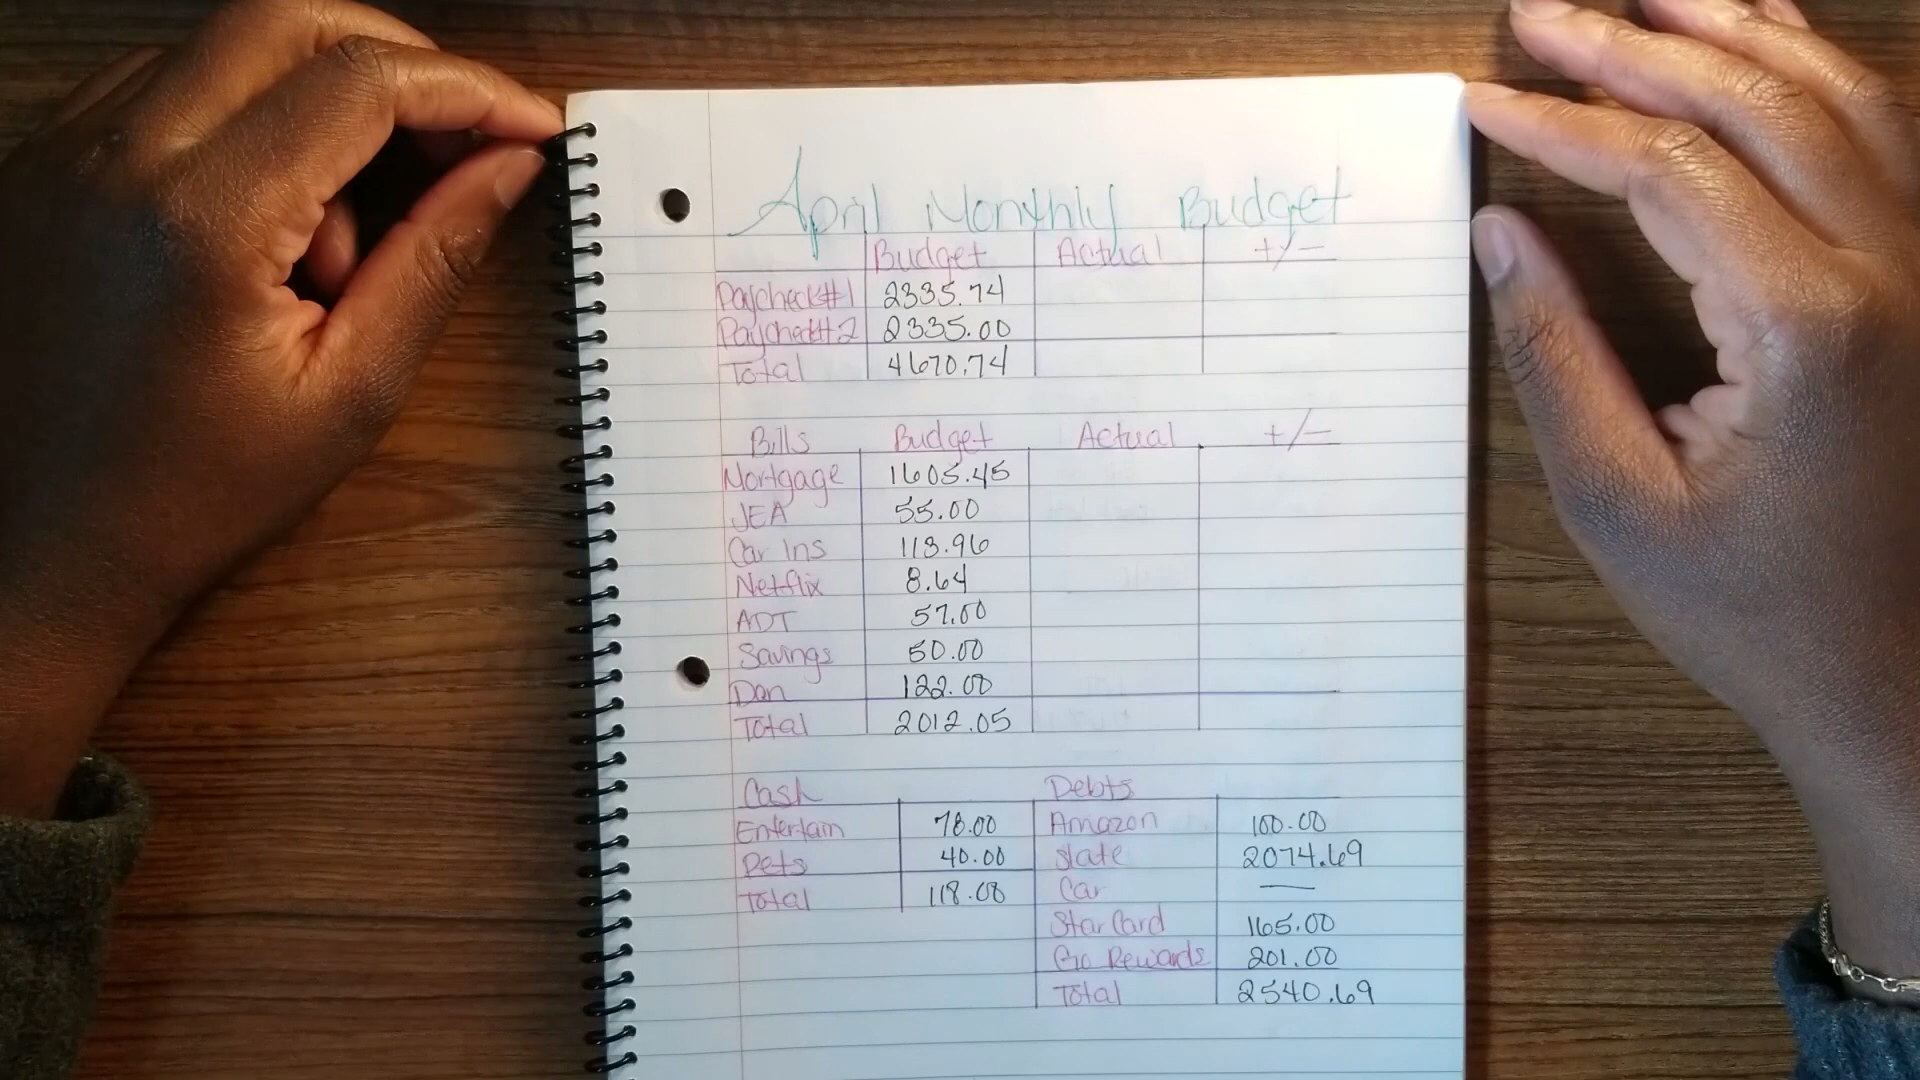 April Monthly Budget
Budget Actual +/-
Paycheck#1 2335.74
Paycheck#2 2335.00
Total 4670.74
Bills Budget Actual +/-
Mortgage 1605.45
JEA 55.00
Car Ins 113.96
Netflix 8.64
ADT 57.00
Savings 50.00
Dan 122.00
Total 2012.05
Cash Debts
Entertain 78.00 Amazon 100.00
Pets 40.00 Slate 2074.69
Total 118.00 Car —
Star Card 165.00
Go Rewards 201.00
Total 2540.69